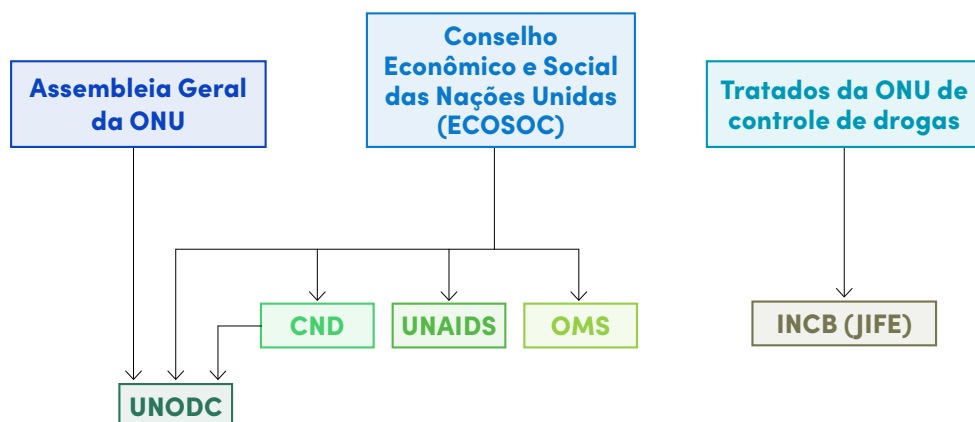 Assembleia Geral
da ONU
Conselho
Econômico e Social
das Nações Unidas
(ECOSOC)
Tratados da ONU de
controle de drogas
CND
UNAIDS
OMS
INCB (JIFE)
UNODC